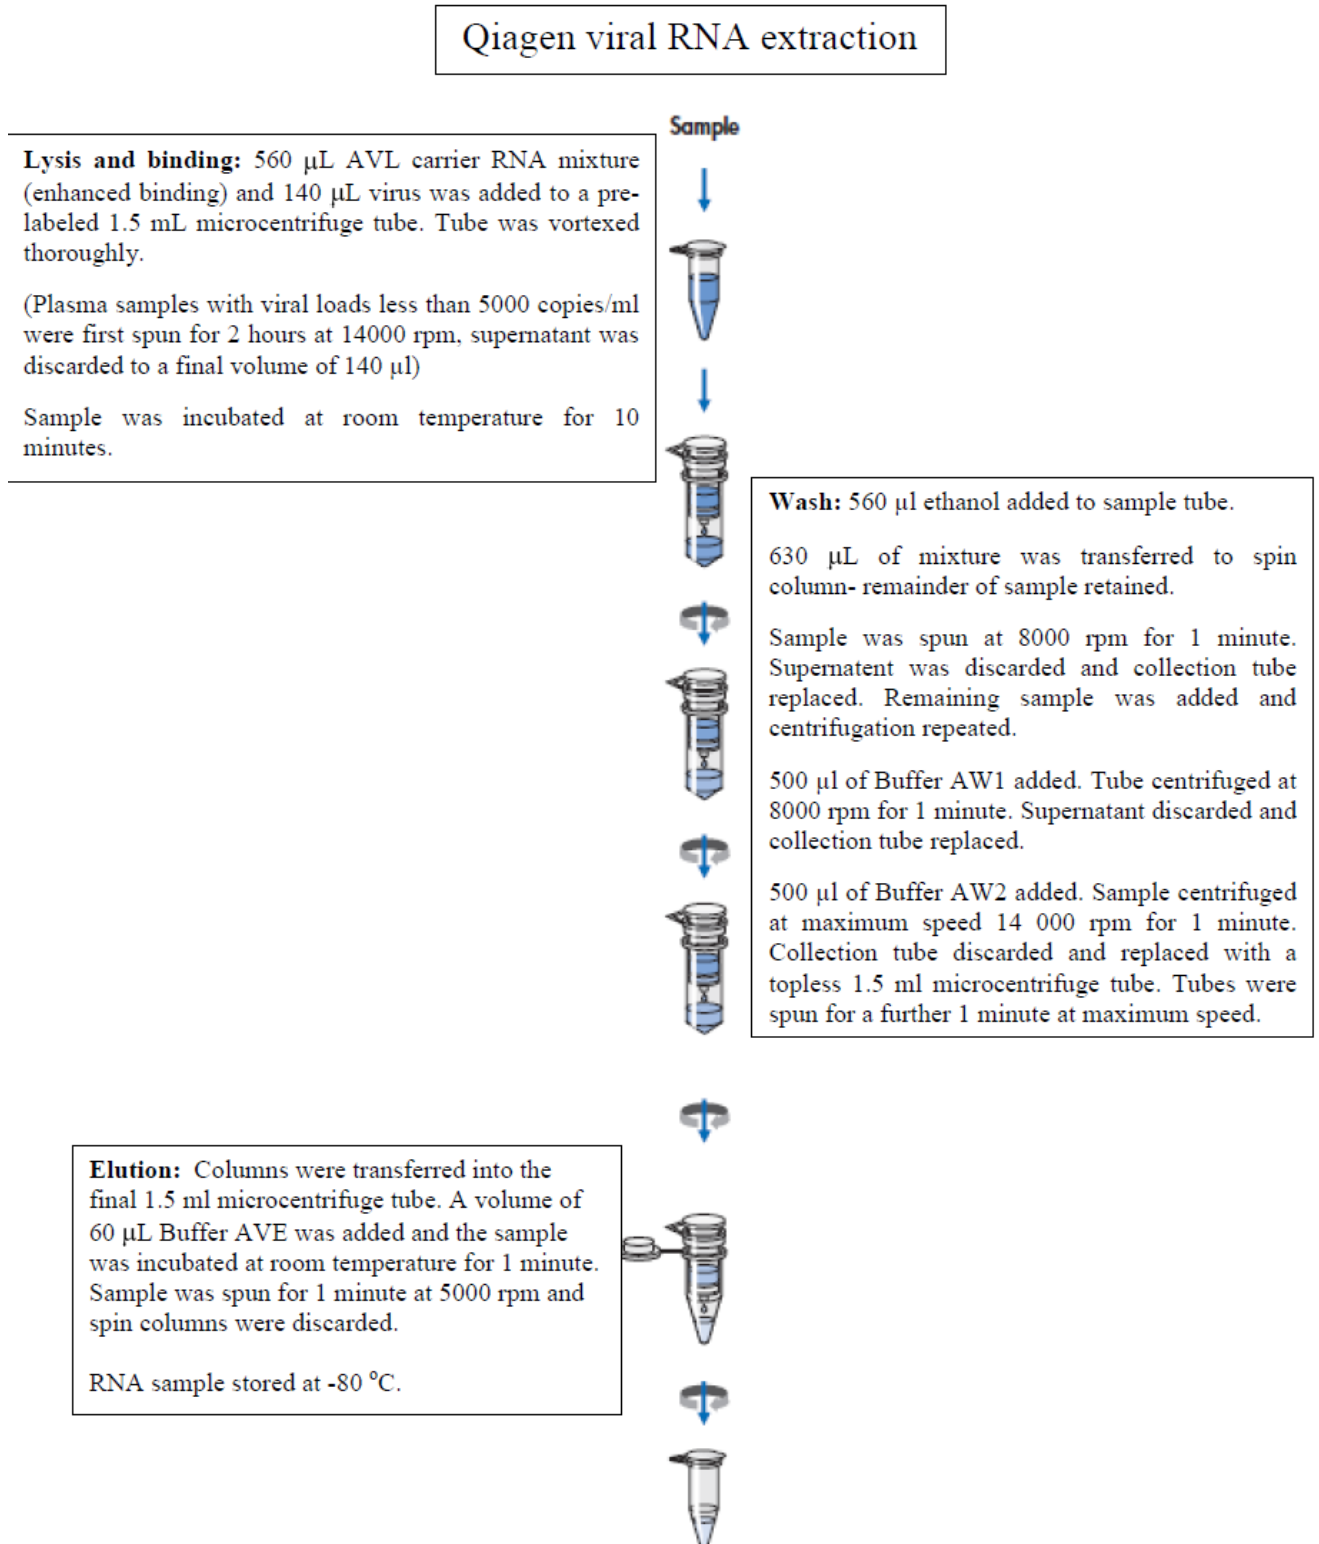 Qiagen viral RNA extraction
Sample
Lysis and binding: 560 μL AVL carrier RNA mixture
(enhanced binding) and 140 μL virus was added to a pre-
labeled 1.5 mL microcentrifuge tube. Tube was vortexed
thoroughly.
(Plasma samples with viral loads less than 5000 copies/ml
were first spun for 2 hours at 14000 rpm, supernatant was
discarded to a final volume of 140 μl)
Sample was incubated at room temperature for 10
minutes.
Wash: 560 μl ethanol added to sample tube.
630 μL of mixture was transferred to spin
column- remainder of sample retained.
Sample was spun at 8000 rpm for 1 minute.
Supernatent was discarded and collection tube
replaced. Remaining sample was added and
centrifugation repeated.
500 μl of Buffer AW1 added. Tube centrifuged at
8000 rpm for 1 minute. Supernatant discarded and
collection tube replaced.
500 μl of Buffer AW2 added. Sample centrifuged
at maximum speed 14 000 rpm for 1 minute.
Collection tube discarded and replaced with a
topless 1.5 ml microcentrifuge tube. Tubes were
spun for a further 1 minute at maximum speed.
Elution: Columns were transferred into the
final 1.5 ml microcentrifuge tube. A volume of
60 μL Buffer AVE was added and the sample
was incubated at room temperature for 1 minute.
Sample was spun for 1 minute at 5000 rpm and
spin columns were discarded.
RNA sample stored at -80 °C.